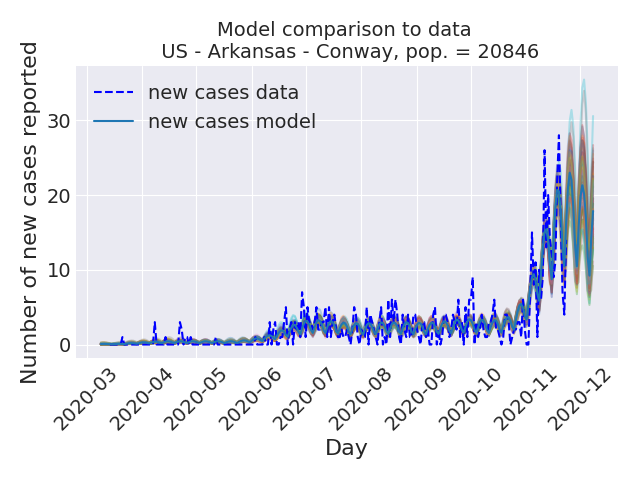 Model comparison to data
US - Arkansas - Conway, pop. = 20846
Number of new cases reported
new cases data
new cases model
30
20
10
0
2020-03
2020-04
2020-05
2020-06
2020-07
2020-08
2020-09
2020-10
2020-11
2020-12
Day